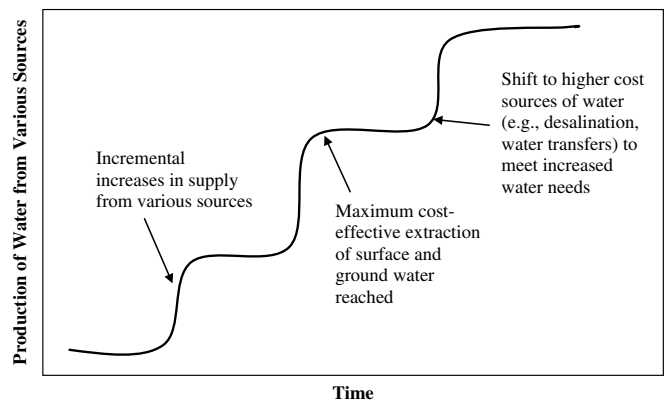 Production of Water from Various Sources
Incremental
increases in supply
from various sources
Maximum cost-
effective extraction
of surface and
ground water
reached
Shift to higher cost
sources of water
(e.g., desalination,
water transfers) to
meet increased
water needs
Time